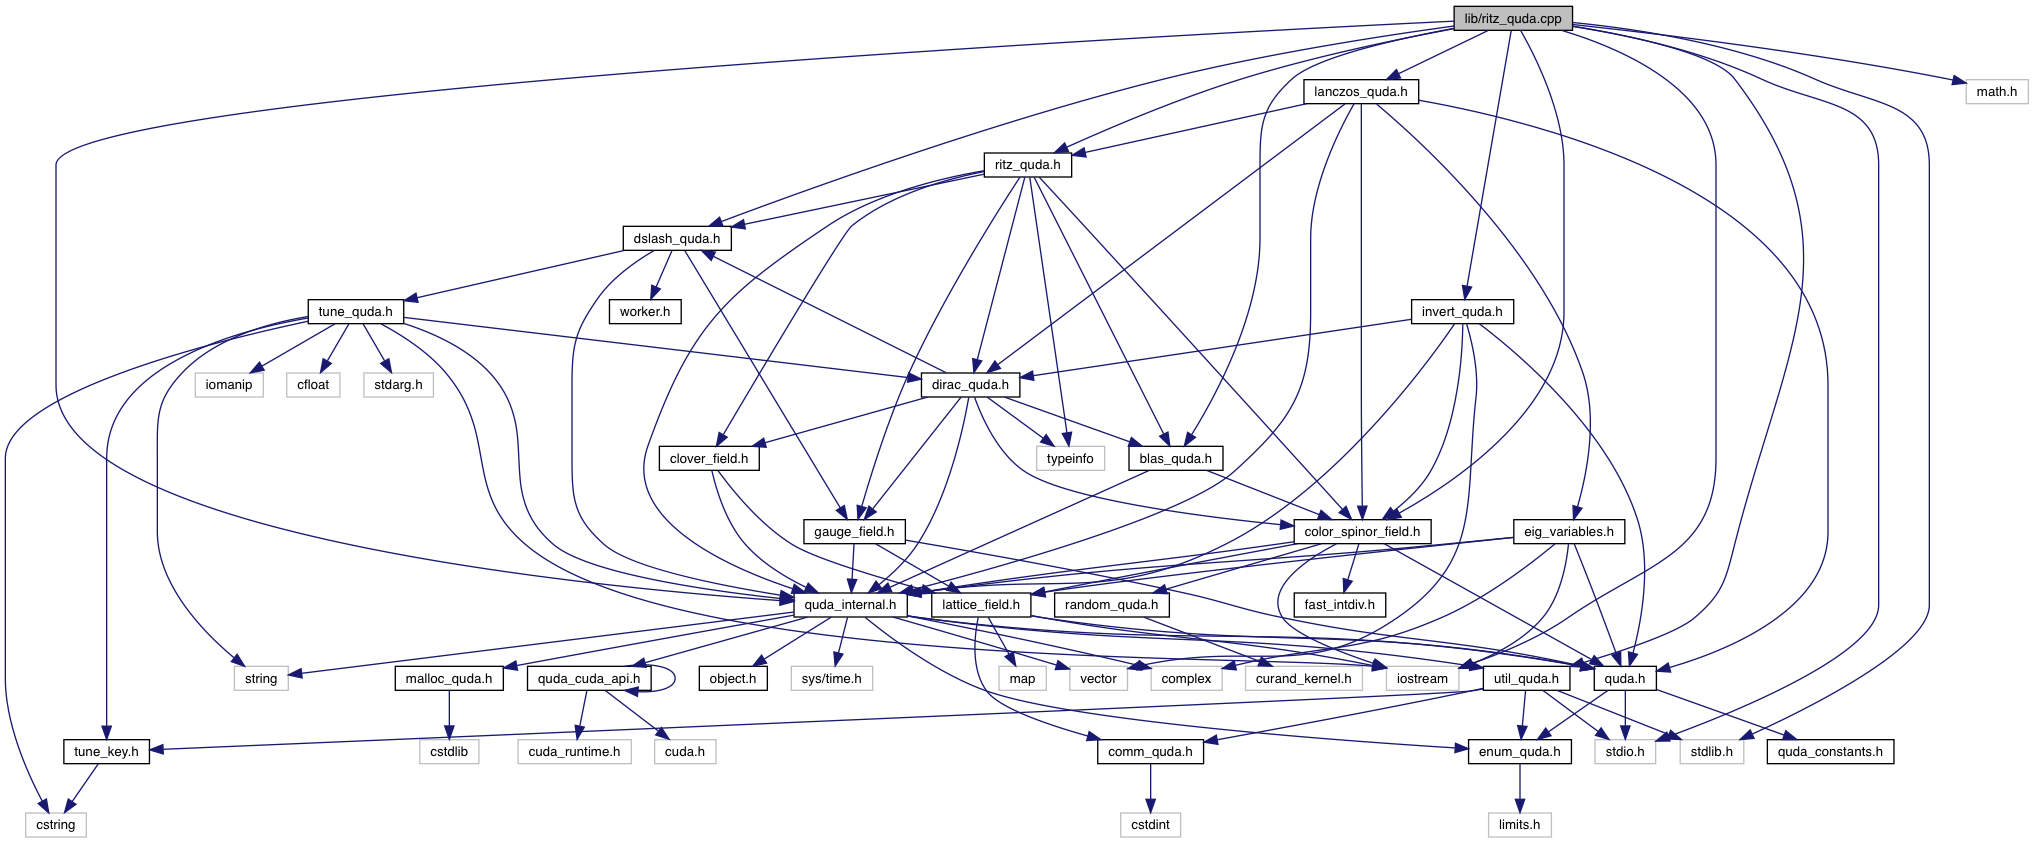 lib/ritz_quda.cpp
lanczos_quda.h
math.h
ritz_quda.h
dslash_quda.h
tune_quda.h
worker.h
invert_quda.h
iomanip
cfloat
stdarg.h
dirac_quda.h
clover_field.h
typeinfo
blas_quda.h
gauge_field.h
color_spinor_field.h
eig_variables.h
quda_internal.h
lattice_field.h
random_quda.h
fast_intdiv.h
string
malloc_quda.h
quda_cuda_api.h
object.h
sys/time.h
map
vector
complex
curand_kernel.h
iostream
util_quda.h
quda.h
tune_key.h
cstdlib
cuda_runtime.h
cuda.h
comm_quda.h
enum_quda.h
stdio.h
stdlib.h
quda_constants.h
cstring
cstdint
limits.h